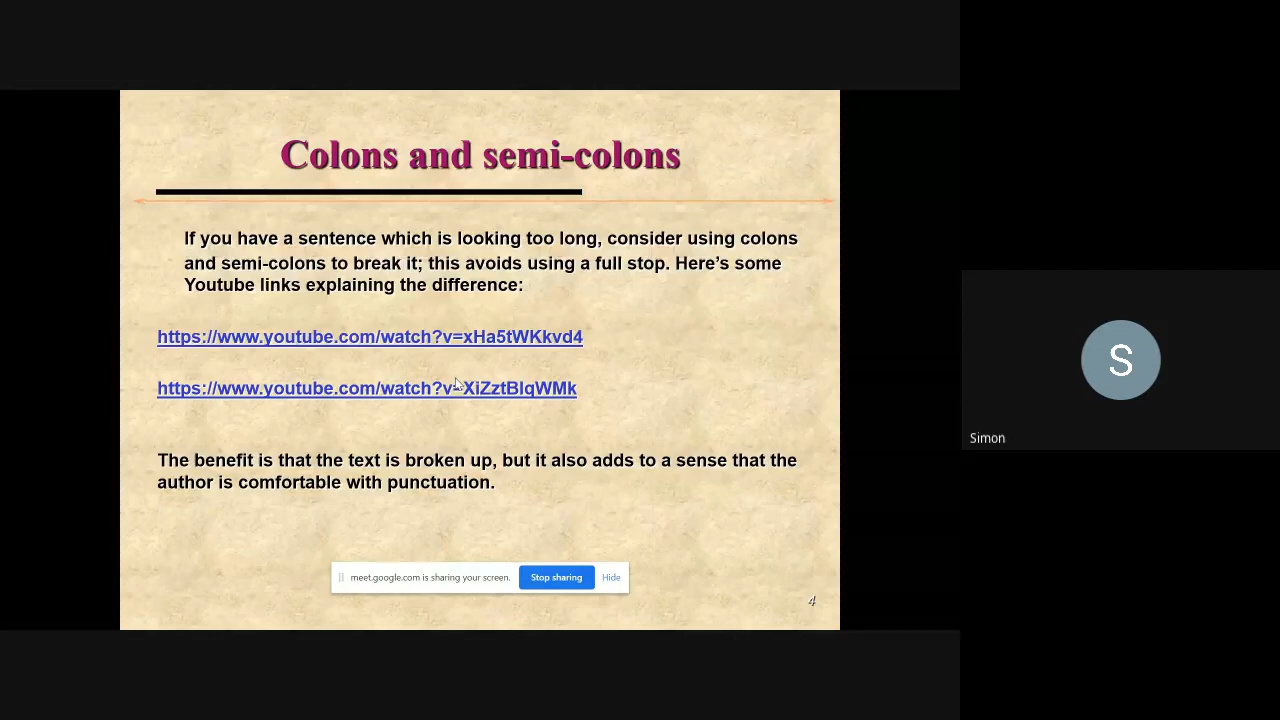 Colons and semi-colons
If you have a sentence which is looking too long, consider using colons
and semi-colons to break it; this avoids using a full stop. Here’s some
Youtube links explaining the difference:
https://www.youtube.com/watch?v=xHa5tWKkvd4
https://www.youtube.com/watch?v=XiZztBIqWMk
The benefit is that the text is broken up, but it also adds to a sense that the
author is comfortable with punctuation.
meet.google.com is sharing your screen.
Stop sharing
Hide
4
S
Simon